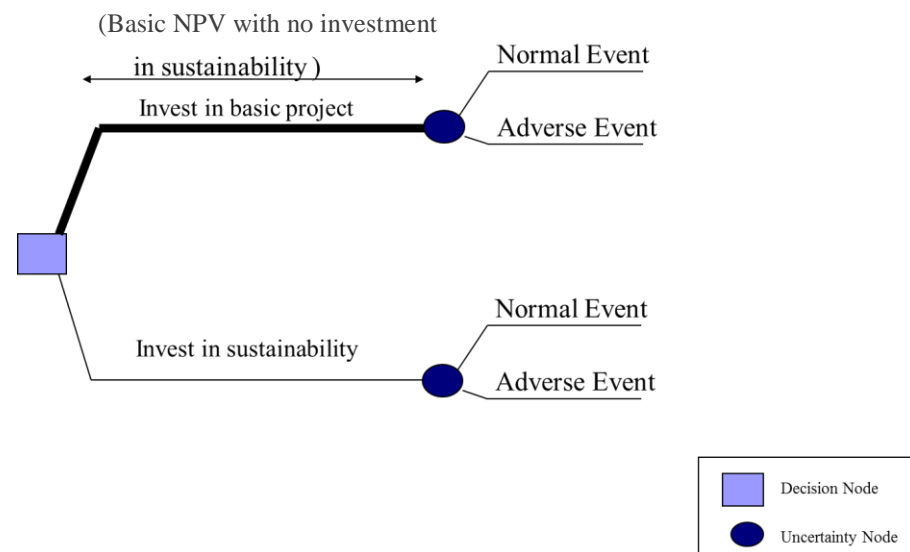 (Basic NPV with no investment
in sustainability )
Invest in basic project
Normal Event
Adverse Event
Invest in sustainability
Normal Event
Adverse Event
Decision Node
Uncertainty Node